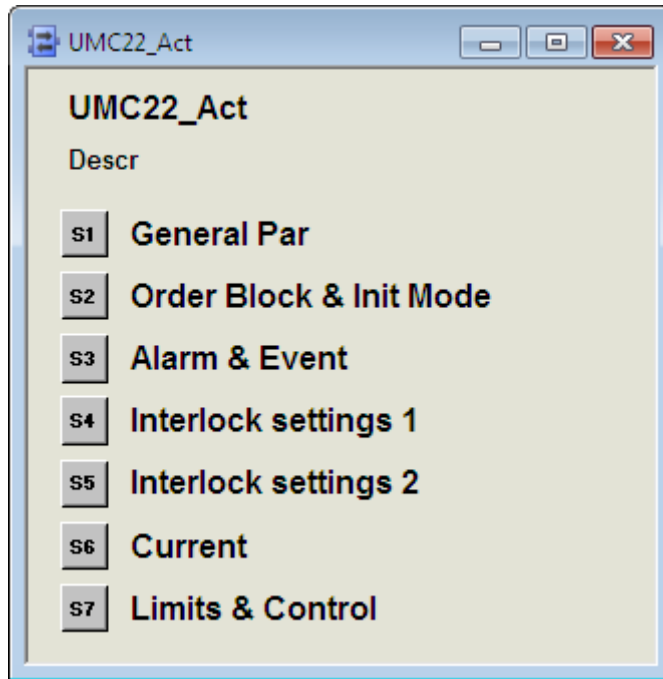 UMC22_Act
UMC22_Act
Descr
S1 General Par
S2 Order Block & Init Mode
S3 Alarm & Event
S4 Interlock settings 1
S5 Interlock settings 2
S6 Current
S7 Limits & Control